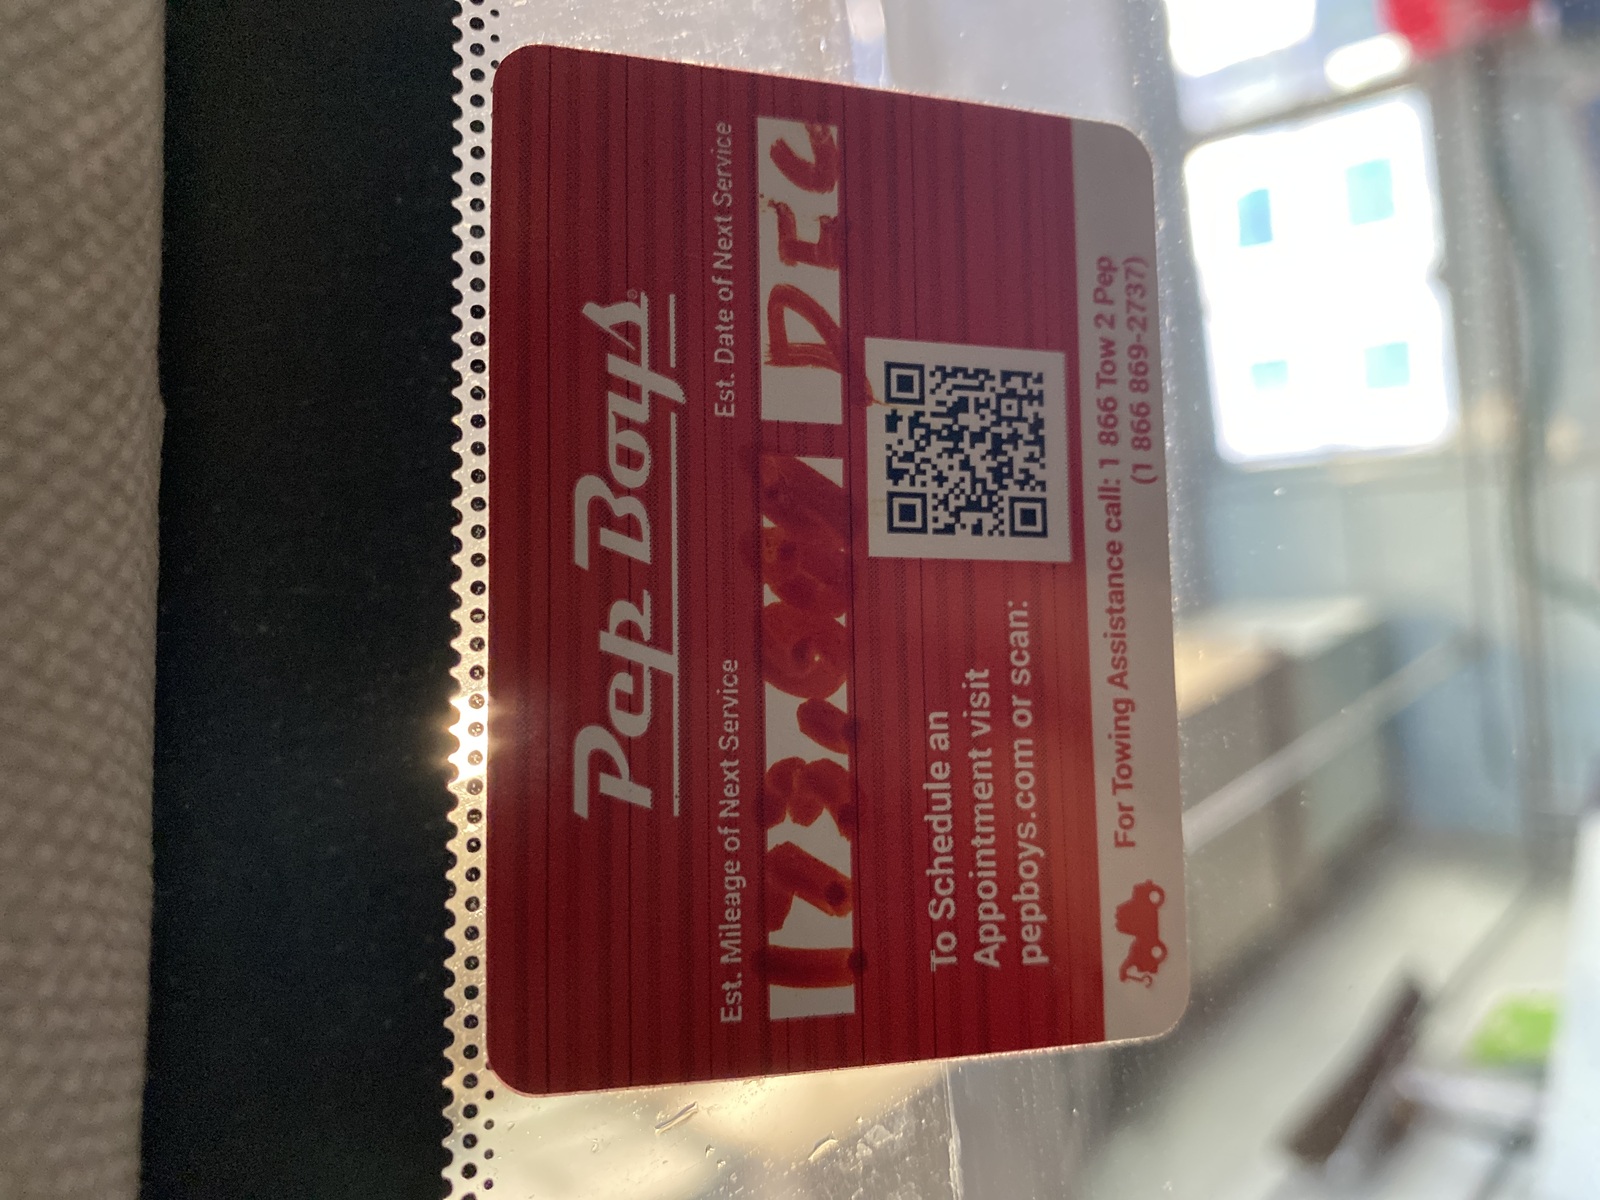 Pep Boys®
Est. Mileage of Next Service
Est. Date of Next Service
DEC
To Schedule an
Appointment visit
pepboys.com or scan:
For Towing Assistance call: 1 866 Tow 2 Pep
(1 866 869-2737)